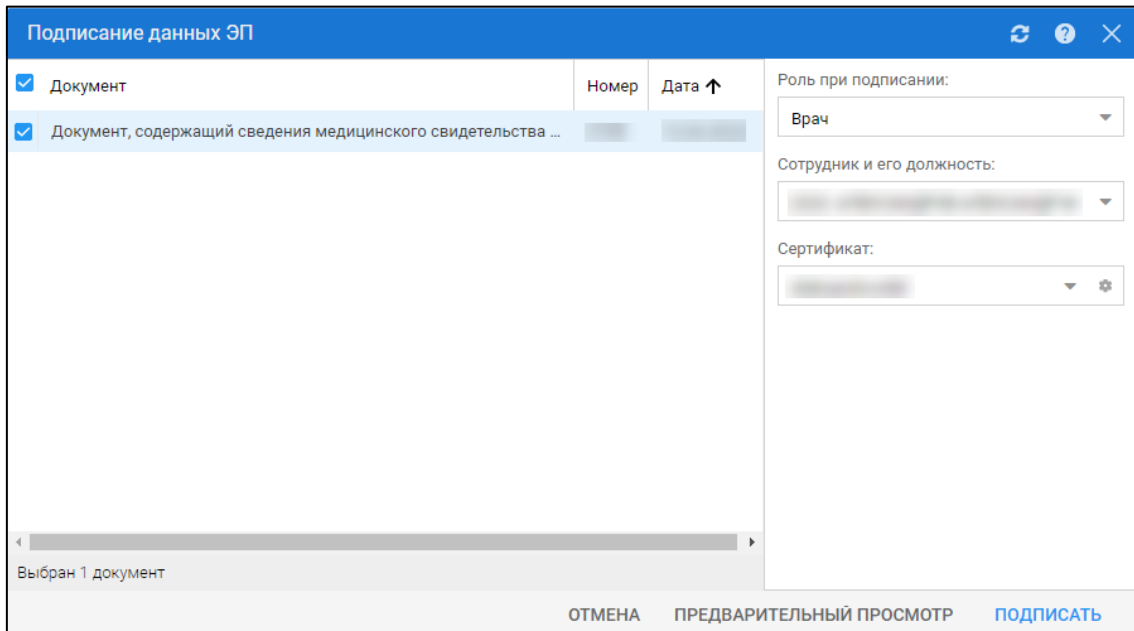 Подписание данных ЭП
Документ Номер Дата
Роль при подписании:
Врач
Документ, содержащий сведения медицинского свидетельства ...
Сотрудник и его должность:
Сертификат:
Выбран 1 документ
ОТМЕНА ПРЕДВАРИТЕЛЬНЫЙ ПРОСМОТР ПОДПИСАТЬ